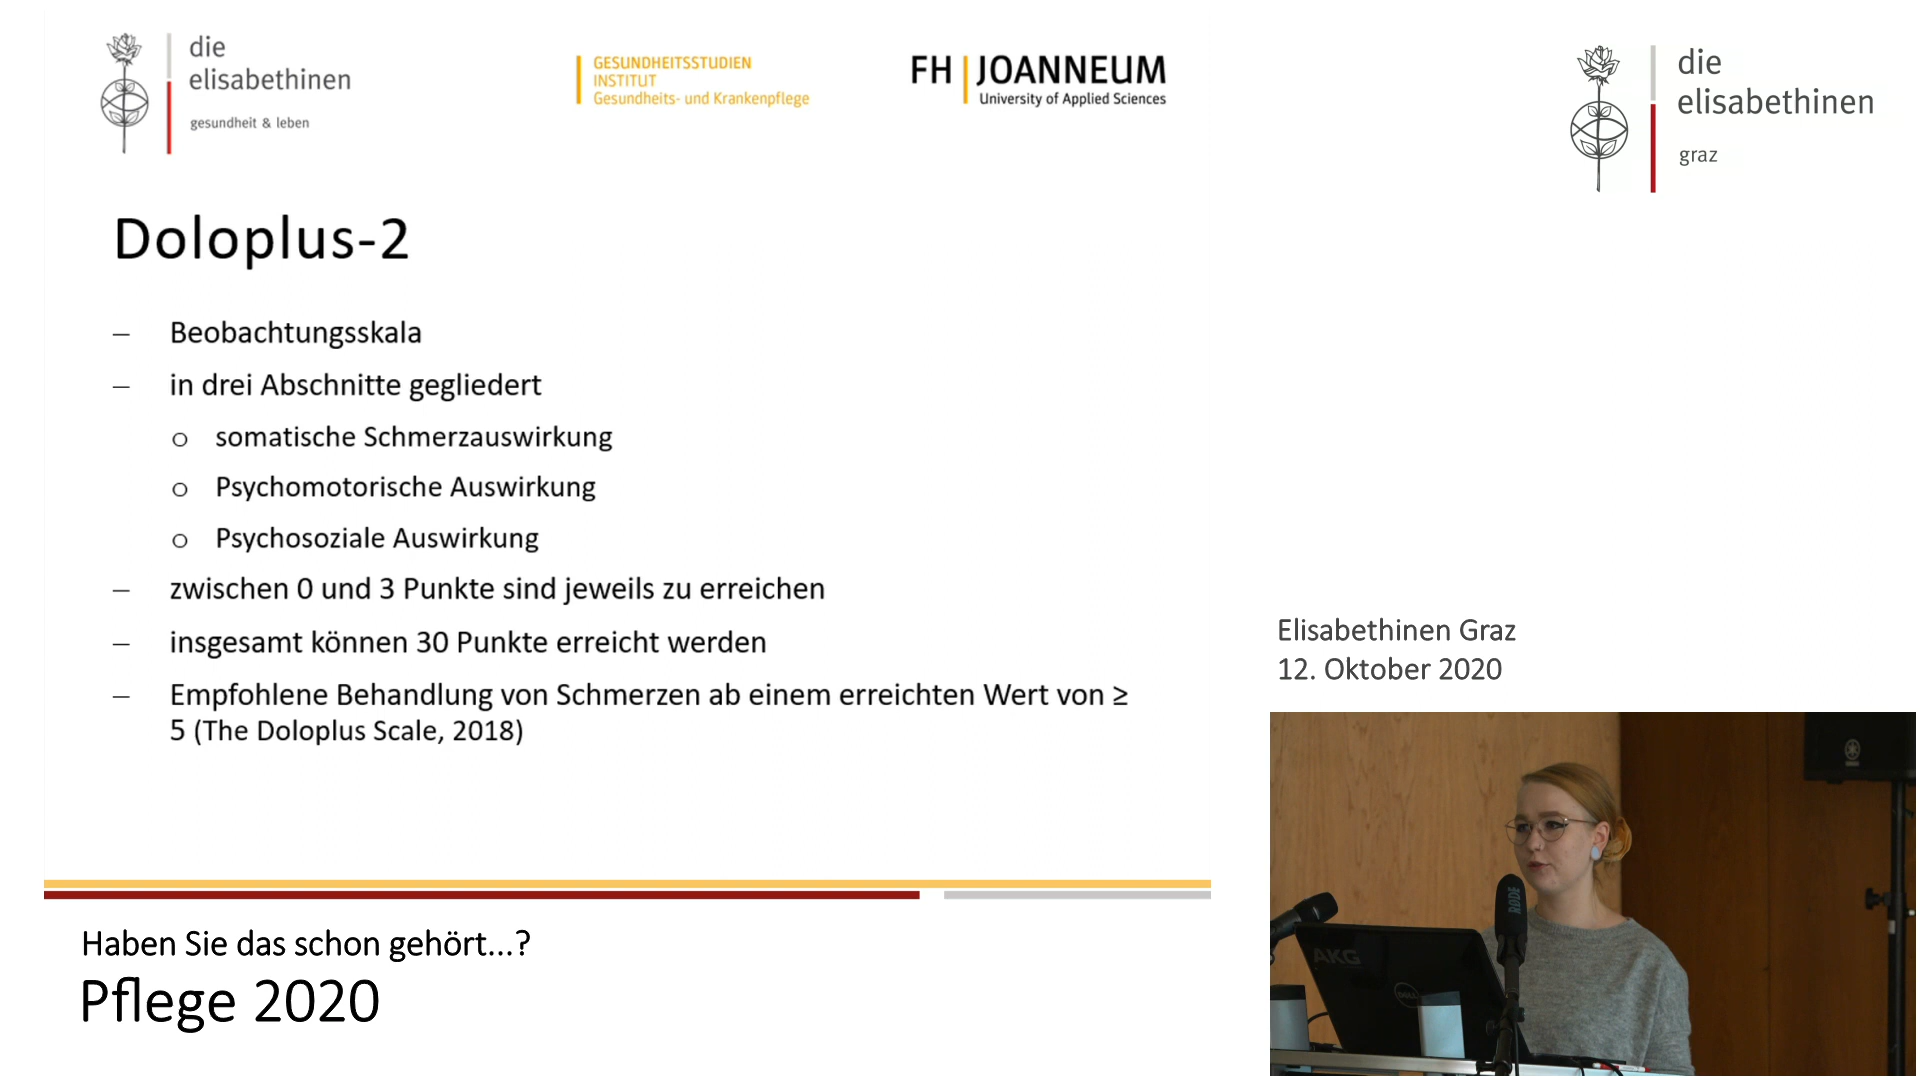 die
elisabethinen
gesundheit & leben
GESUNDHEITSSTUDIEN
INSTITUT
Gesundheits- und Krankenpflege
FH JOANNEUM
University of Applied Sciences
die
elisabethinen
graz
Doloplus-2
– Beobachtungsskala
– in drei Abschnitte gegliedert
o somatische Schmerzauswirkung
o Psychomotorische Auswirkung
o Psychosoziale Auswirkung
– zwischen 0 und 3 Punkte sind jeweils zu erreichen
– insgesamt können 30 Punkte erreicht werden
– Empfohlene Behandlung von Schmerzen ab einem erreichten Wert von ≥
5 (The Doloplus Scale, 2018)
Elisabethinen Graz
12. Oktober 2020
RODE
AKG
DELL
Haben Sie das schon gehört...?
Pflege 2020